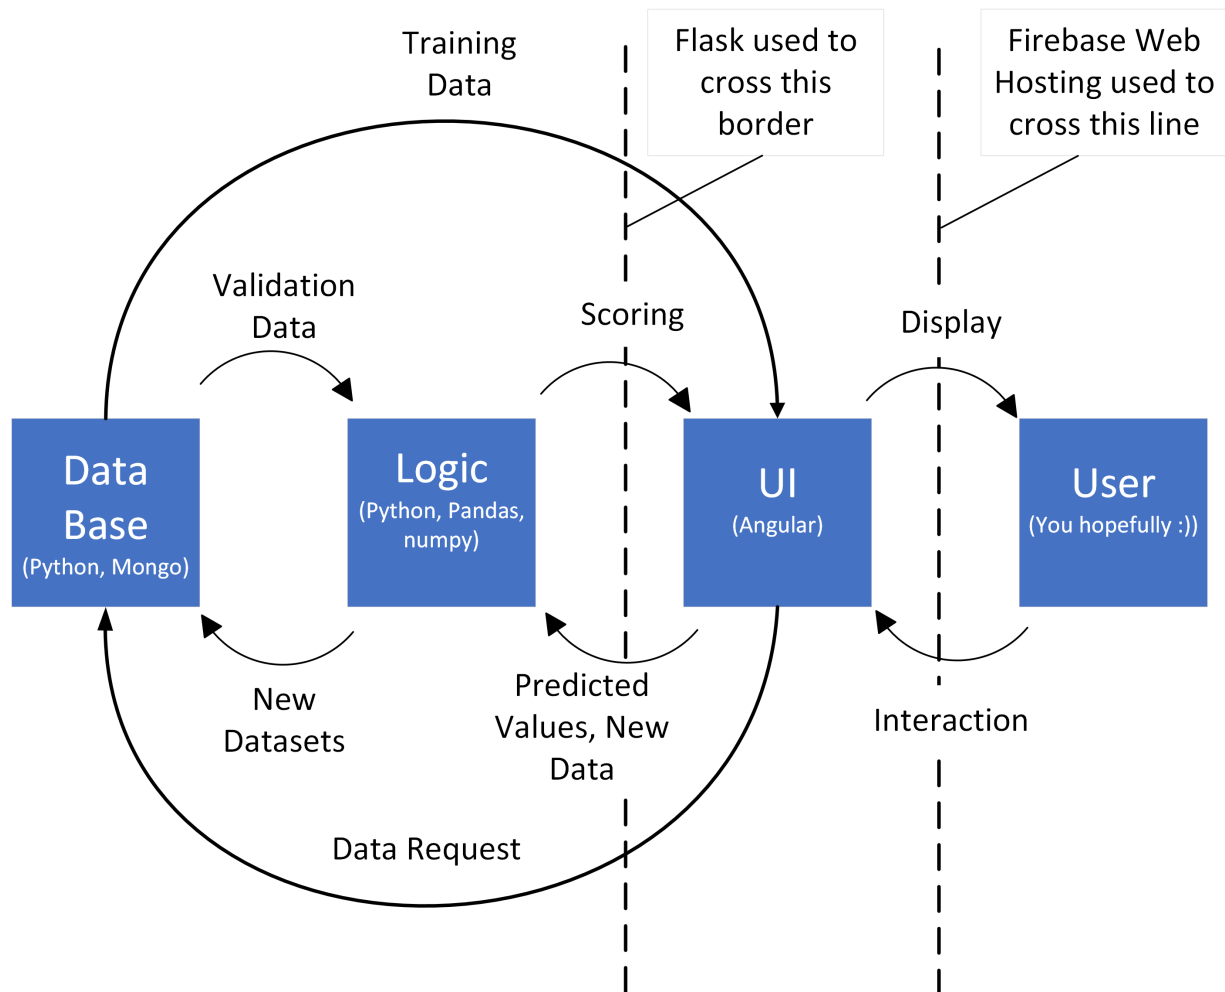 Training
Data
Flask used to
cross this
border
Firebase Web
Hosting used to
cross this line
Validation
Data
Scoring
Display
Data
Base
(Python, Mongo)
Logic
(Python, Pandas,
numpy)
UI
(Angular)
User
(You hopefully :))
New
Datasets
Predicted
Values, New
Data
Interaction
Data Request